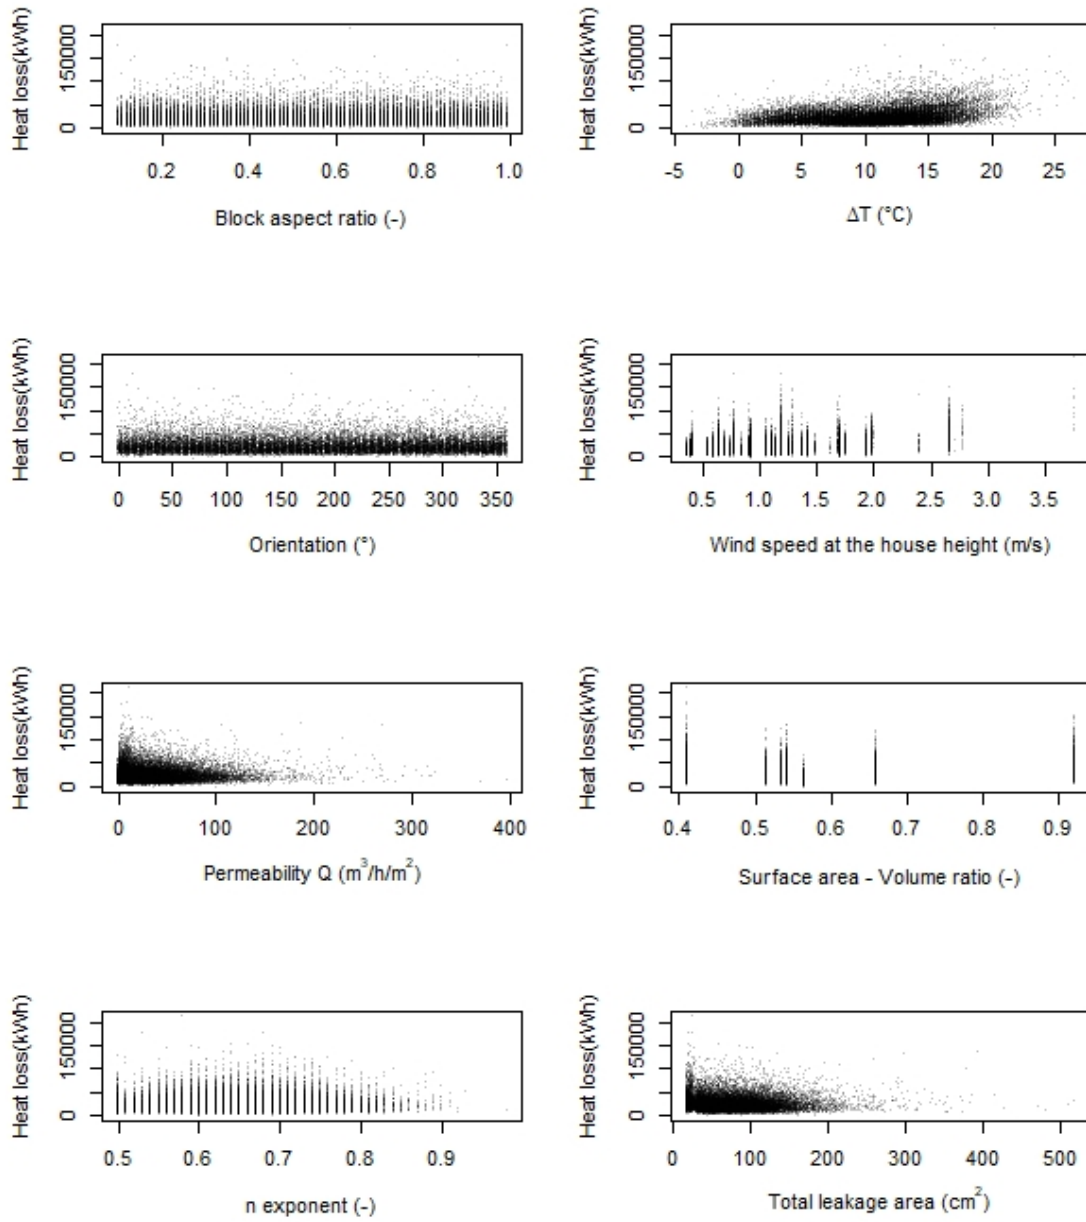 Heat loss(kWh)
150000
0
0.2 0.4 0.6 0.8 1.0
Block aspect ratio (-)
Heat loss(kWh)
150000
0
-5 0 5 10 15 20 25
ΔT (°C)
Heat loss(kWh)
150000
0
0 50 100 150 200 250 300 350
Orientation (°)
Heat loss(kWh)
150000
0
0.5 1.0 1.5 2.0 2.5 3.0 3.5
Wind speed at the house height (m/s)
Heat loss(kWh)
150000
0
0 100 200 300 400
Permeability Q (m³/h/m²)
Heat loss(kWh)
150000
0
0.4 0.5 0.6 0.7 0.8 0.9
Surface area - Volume ratio (-)
Heat loss(kWh)
150000
0
0.5 0.6 0.7 0.8 0.9
n exponent (-)
Heat loss(kWh)
150000
0
0 100 200 300 400 500
Total leakage area (cm²)